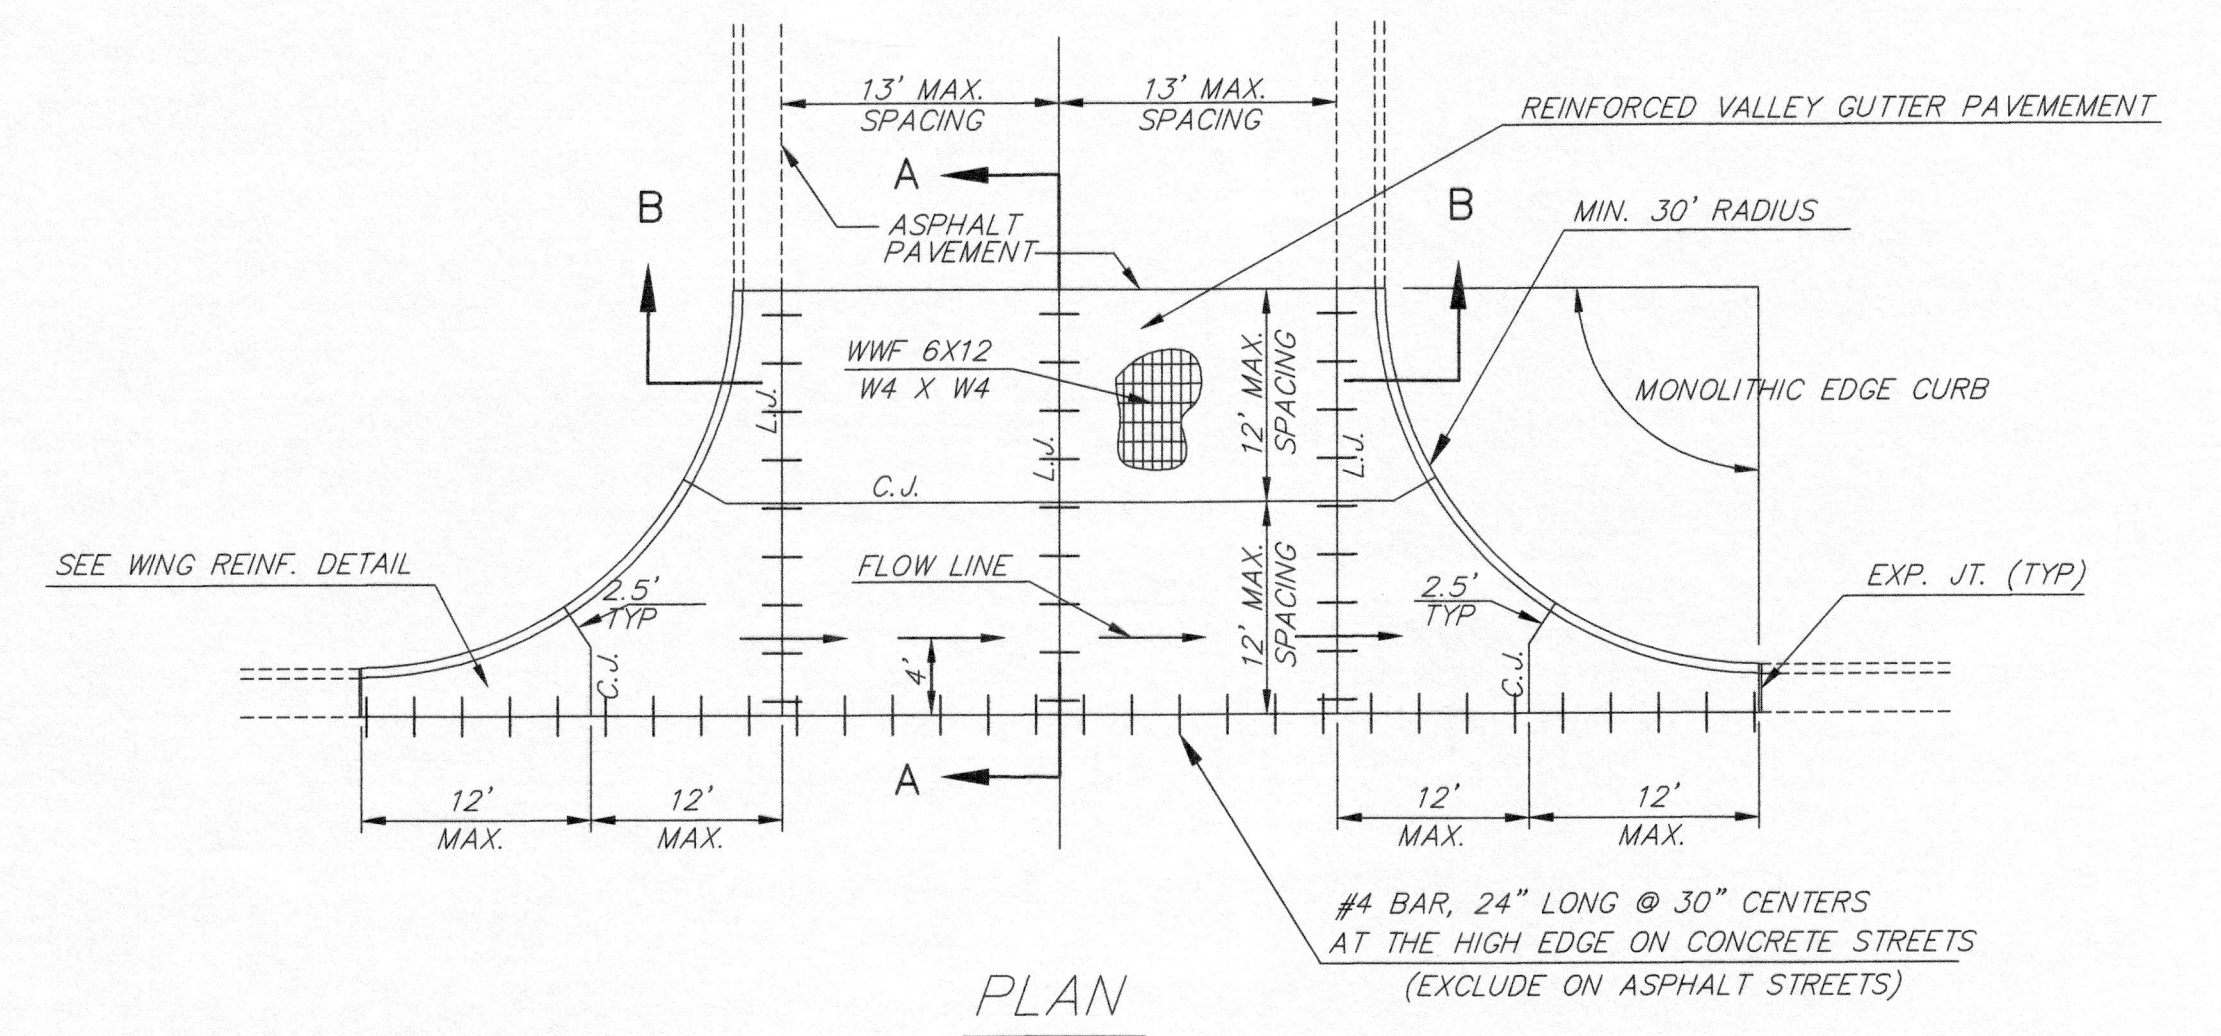 13' MAX.
SPACING
13' MAX.
SPACING
REINFORCED VALLEY GUTTER PAVEMEMENT
A
B
B
MIN. 30' RADIUS
ASPHALT
PAVEMENT
WWF 6X12
W4 X W4
12' MAX.
SPACING
MONOLITHIC EDGE CURB
L.J.
L.J.
L.J.
C.J.
SEE WING REINF. DETAIL
2.5'
TYP
FLOW LINE
12' MAX.
SPACING
2.5'
TYP
EXP. JT. (TYP)
C.J.
4'
C.J.
A
12'
MAX.
12'
MAX.
12'
MAX.
12'
MAX.
#4 BAR, 24" LONG @ 30" CENTERS
AT THE HIGH EDGE ON CONCRETE STREETS
(EXCLUDE ON ASPHALT STREETS)
PLAN